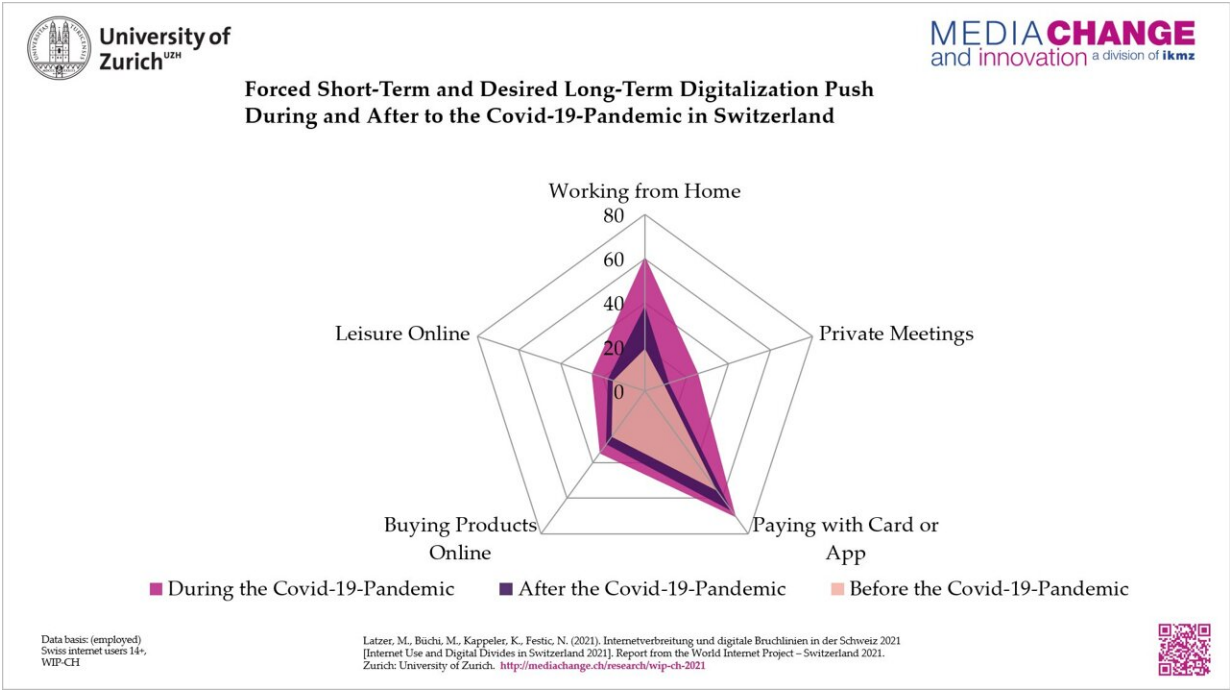 University of
Zurich UZH
MEDIA CHANGE
and innovation a division of ikmz
Forced Short-Term and Desired Long-Term Digitalization Push
During and After to the Covid-19-Pandemic in Switzerland
Working from Home
80
60
40
20
0
Leisure Online
Private Meetings
Buying Products
Online
Paying with Card or
App
During the Covid-19-Pandemic
After the Covid-19-Pandemic
Before the Covid-19-Pandemic
Data basis: (employed)
Swiss internet users 14+,
WIP-CH
Latzer, M., Büchi, M., Kappeler, K., Festic, N. (2021). Internetverbreitung und digitale Bruchlinien in der Schweiz 2021
[Internet Use and Digital Divides in Switzerland 2021]. Report from the World Internet Project – Switzerland 2021.
Zurich: University of Zurich. http://mediachange.ch/research/wip-ch-2021